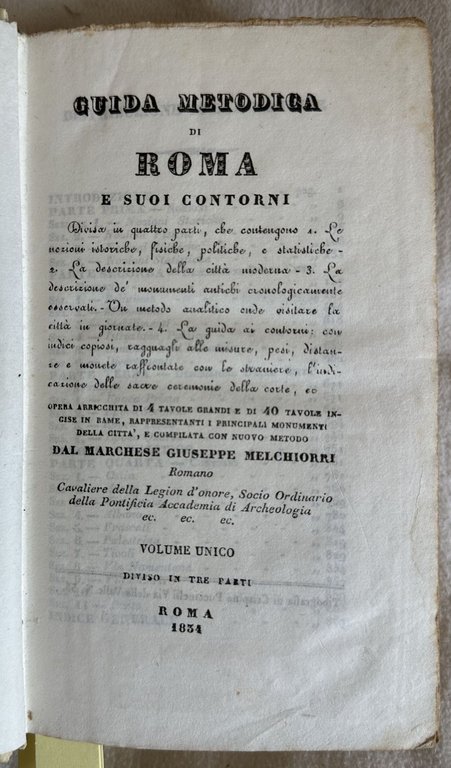 GUIDA METODICA
DI
ROMA
E SUOI CONTORNI
Divisa in quattro parti, che contengono 1. Le
nozioni istoriche, fisiche, politiche, e statistiche -
2. La descrizione della città moderna - 3. La
descrizione de' monumenti antichi cronologicamente
osservati. - Un metodo analitico onde visitare la
città in giornate. - 4. La guida ai contorni: con
indici copiosi, ragguagli alle misure, pesi, distan-
ze e monete raffrontate con le straniere, l'indi-
cazione delle sacre ceremonie della corte, ec
OPERA ARRICCHITA DI 4 TAVOLE GRANDI E DI 40 TAVOLE IN-
CISE IN RAME, RAPPRESENTANTI I PRINCIPALI MONUMENTI
DELLA CITTA', E COMPILATA CON NUOVO METODO
DAL MARCHESE GIUSEPPE MELCHIORRI
Romano
Cavaliere della Legion d'onore, Socio Ordinario
della Pontificia Accademia di Archeologia
ec. ec. ec.
VOLUME UNICO
DIVISO IN TRE PARTI
ROMA
1834